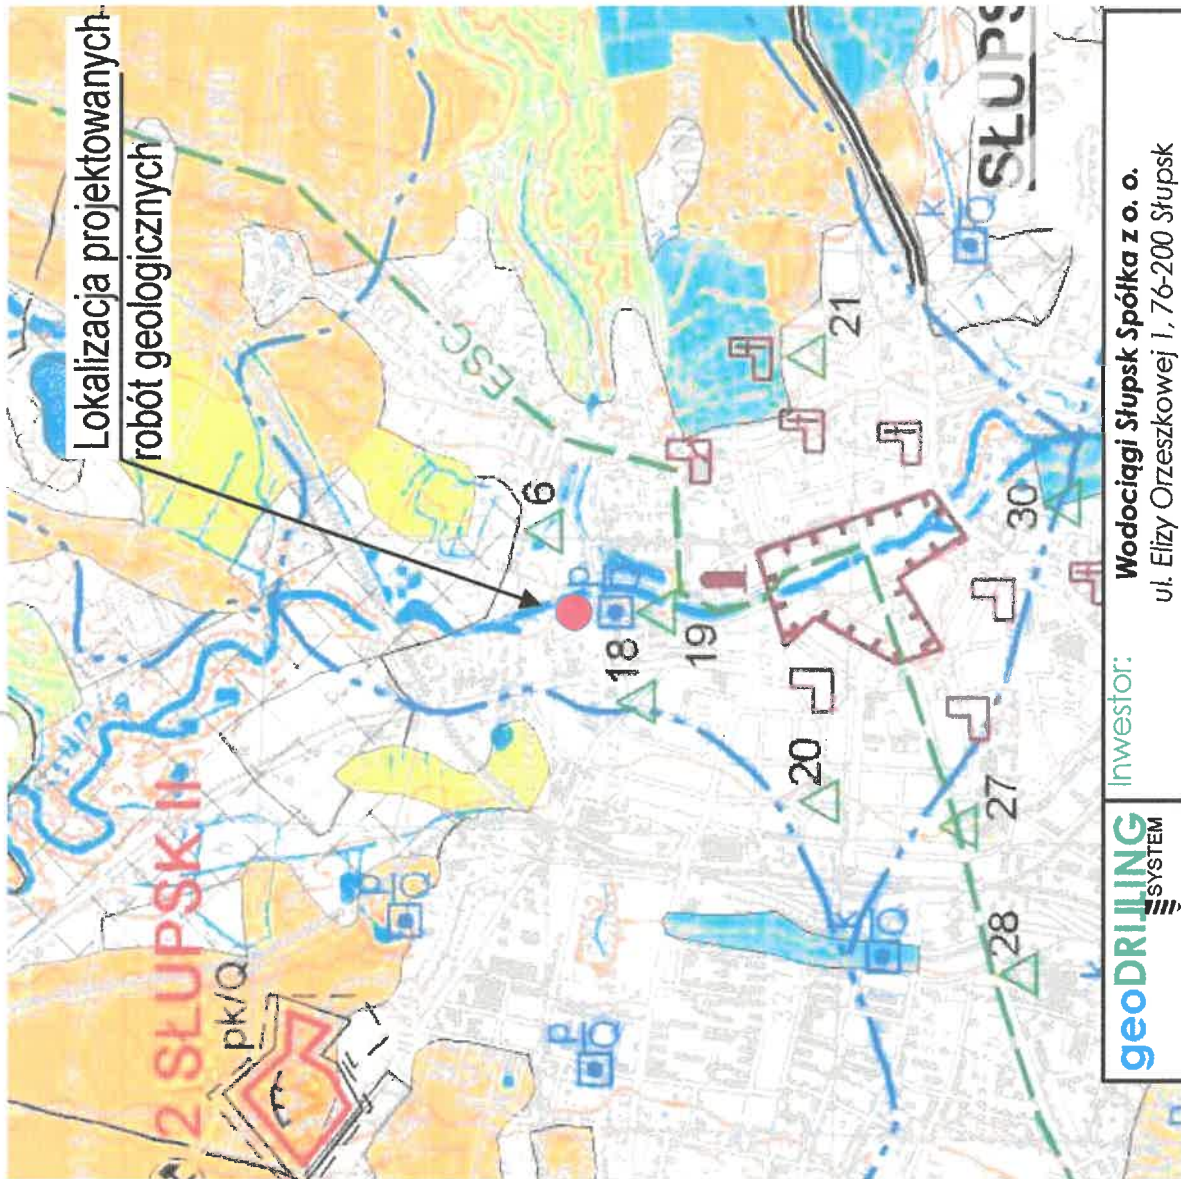 Lokalizacja projektowanych
robót geologicznych
SŁUPS
2 SŁUPSK II
pk/Q
ESC
6
18
19
20
21
27
28
30
p
Q
p
Q
k
Q
k
Q
k
geoDRILLING
SYSTEM
Inwestor:
Wodociągi Słupsk Spółka z o. o.
ul. Elizy Orzeszkowej 1, 76-200 Słupsk